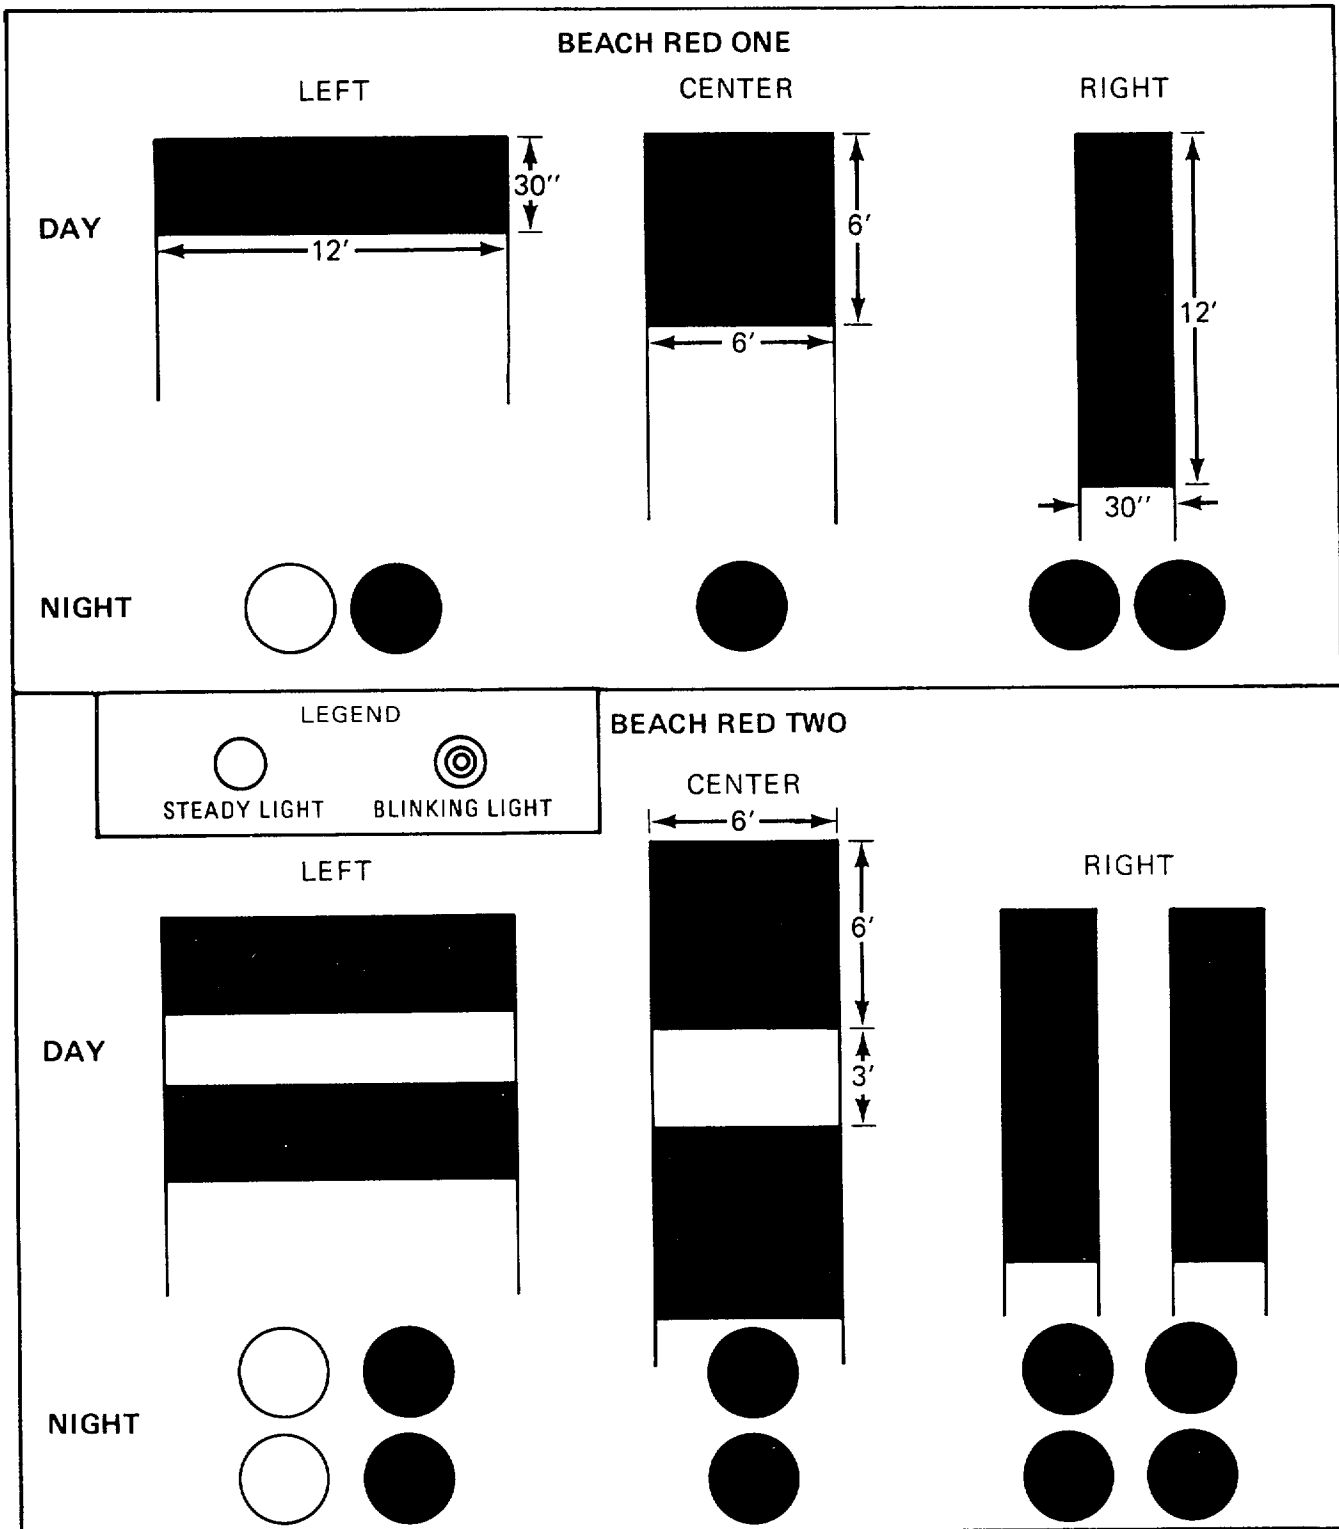 BEACH RED ONE
LEFT CENTER RIGHT
DAY
30''
12'
6'
6'
12'
30''
NIGHT
LEGEND
STEADY LIGHT BLINKING LIGHT
BEACH RED TWO
CENTER
6'
LEFT
RIGHT
6'
DAY
3'
NIGHT